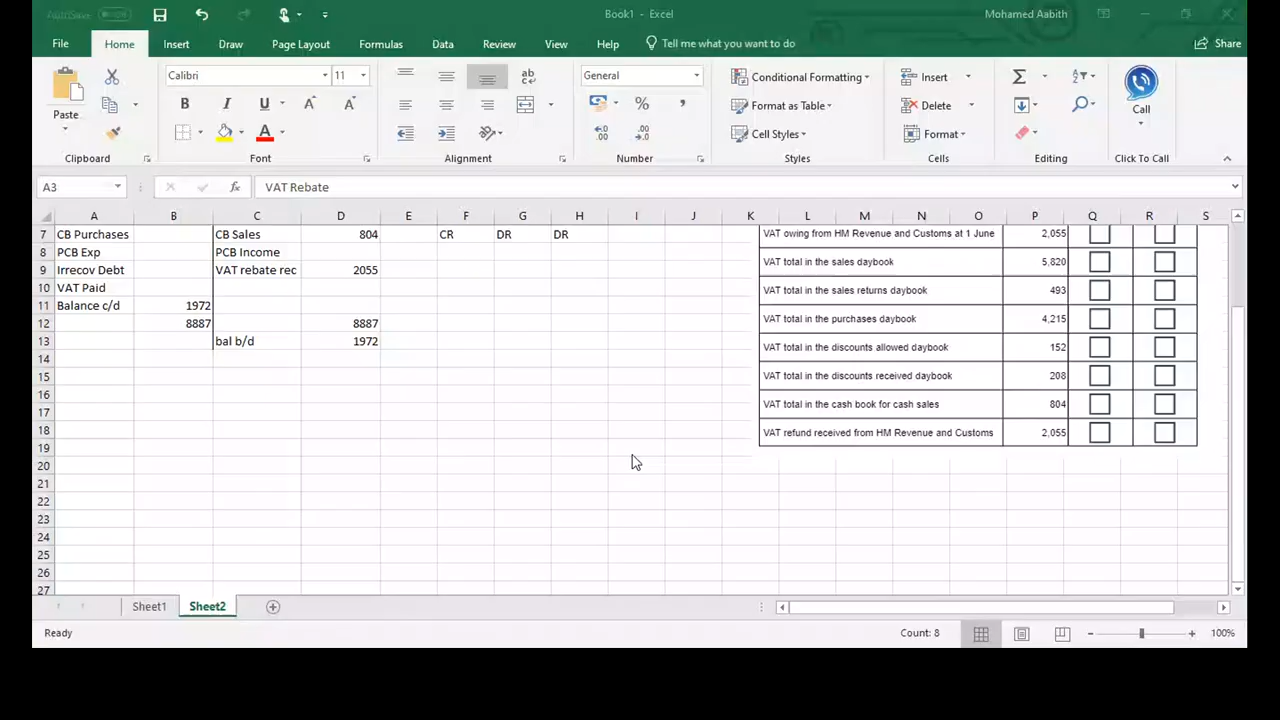 AutoSave Off
Book1 - Excel
Mohamed Aabith
File Home Insert Draw Page Layout Formulas Data Review View Help Tell me what you want to do Share
Paste
Calibri 11
B I U A A
A
ab
General
% ,
Conditional Formatting
Format as Table
Cell Styles
Insert
Delete
Format
Call
Clipboard Font Alignment Number Styles Cells Editing Click To Call
A3 fx VAT Rebate
A B C D E F G H I J K L M N O P Q R S
7 CB Purchases CB Sales 804 CR DR DR VAT owing from HM Revenue and Customs at 1 June 2,055
8 PCB Exp PCB Income
VAT total in the sales daybook 5,820
9 Irrecov Debt VAT rebate rec 2055
10 VAT Paid VAT total in the sales returns daybook 493
11 Balance c/d 1972
12 8887 8887 VAT total in the purchases daybook 4,215
13 bal b/d 1972 VAT total in the discounts allowed daybook 152
14
15 VAT total in the discounts received daybook 208
16
17 VAT total in the cash book for cash sales 804
18 VAT refund received from HM Revenue and Customs 2,055
19
20
21
22
23
24
25
26
27
Sheet1 Sheet2
Ready Count: 8 100%